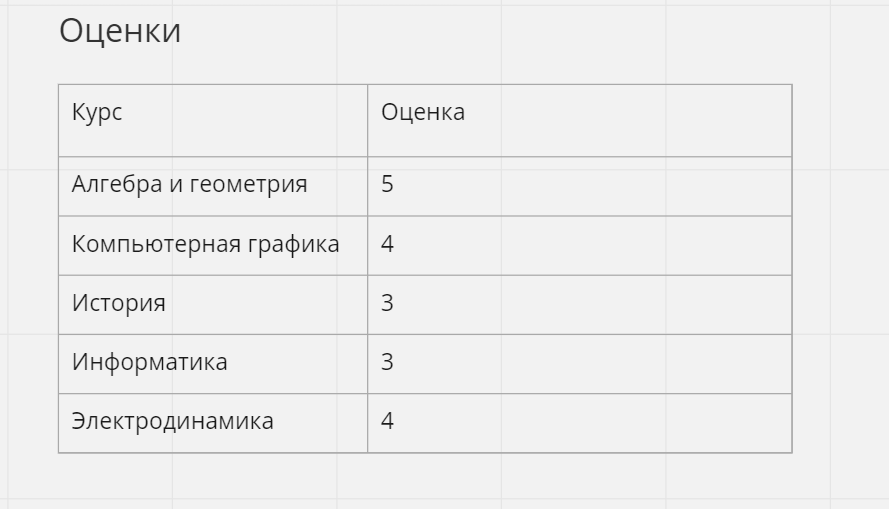 Оценки
Курс Оценка
Алгебра и геометрия 5
Компьютерная графика 4
История 3
Информатика 3
Электродинамика 4